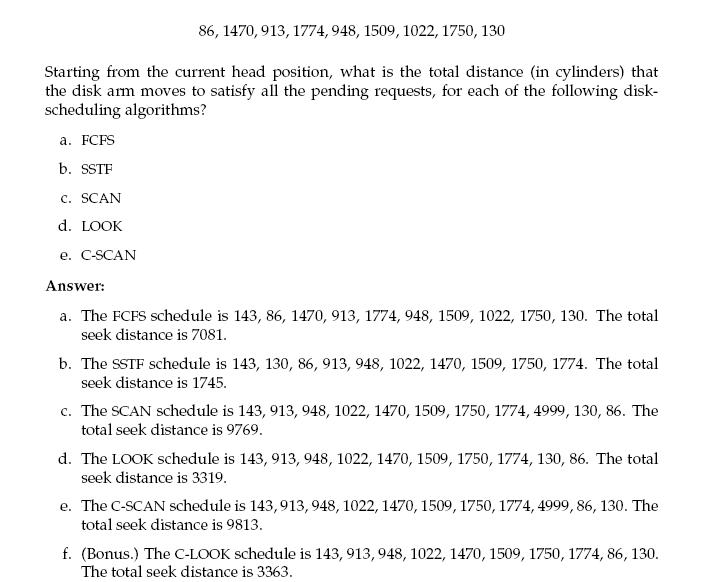 86, 1470, 913, 1774, 948, 1509, 1022, 1750, 130
Starting from the current head position, what is the total distance (in cylinders) that
the disk arm moves to satisfy all the pending requests, for each of the following disk-
scheduling algorithms?
a. FCFS
b. SSTF
c. SCAN
d. LOOK
e. C-SCAN
Answer:
a. The FCFS schedule is 143, 86, 1470, 913, 1774, 948, 1509, 1022, 1750, 130. The total
seek distance is 7081.
b. The SSTF schedule is 143, 130, 86, 913, 948, 1022, 1470, 1509, 1750, 1774. The total
seek distance is 1745.
c. The SCAN schedule is 143, 913, 948, 1022, 1470, 1509, 1750, 1774, 4999, 130, 86. The
total seek distance is 9769.
d. The LOOK schedule is 143, 913, 948, 1022, 1470, 1509, 1750, 1774, 130, 86. The total
seek distance is 3319.
e. The C-SCAN schedule is 143, 913, 948, 1022, 1470, 1509, 1750, 1774, 4999, 86, 130. The
total seek distance is 9813.
f. (Bonus.) The C-LOOK schedule is 143, 913, 948, 1022, 1470, 1509, 1750, 1774, 86, 130.
The total seek distance is 3363.